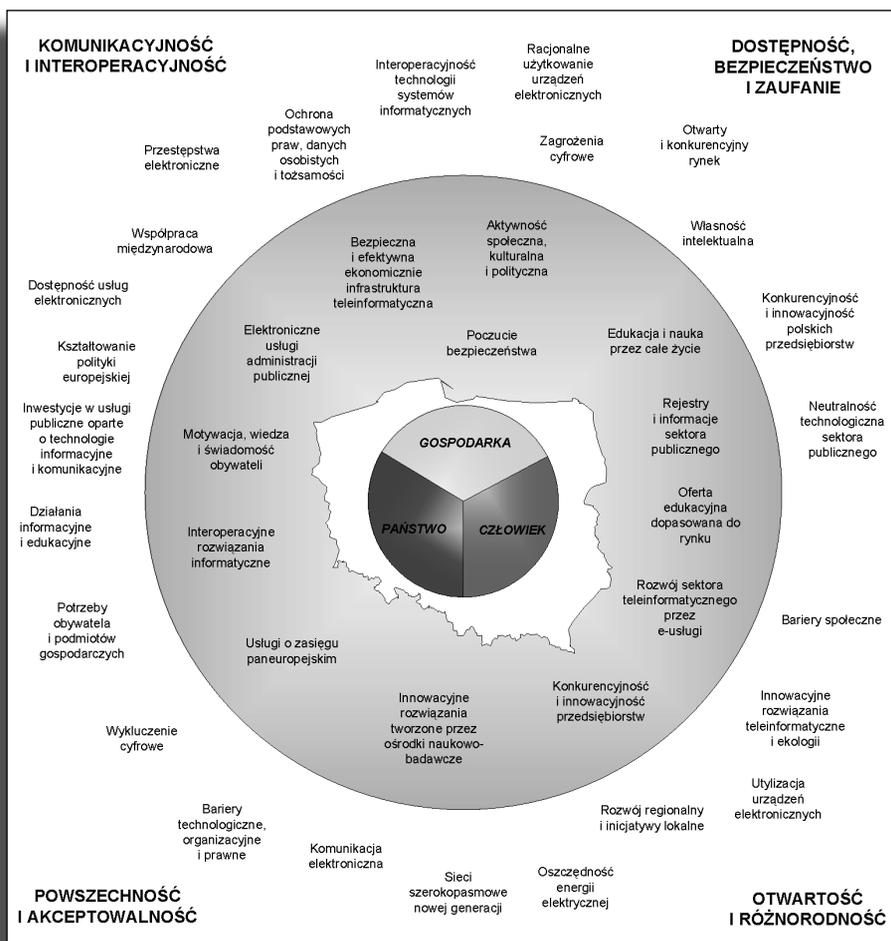 KOMUNIKACYJNOŚĆ
I INTEROPERACYJNOŚĆ
DOSTĘPNOŚĆ,
BEZPIECZEŃSTWO
I ZAUFANIE
Interoperacyjność
technologii
systemów
informatycznych
Racjonalne
użytkowanie
urządzeń
elektronicznych
Ochrona
podstawowych
praw, danych
osobistych
i tożsamości
Przestępstwa
elektroniczne
Zagrożenia
cyfrowe
Otwarty
i konkurencyjny
rynek
Współpraca
międzynarodowa
Własność
intelektualna
Dostępność usług
elektronicznych
Konkurencyjność
i innowacyjność
polskich
przedsiębiorstw
Kształtowanie
polityki
europejskiej
Inwestycje w usługi
publiczne oparte
o technologie
informacyjne
i komunikacyjne
Neutralność
technologiczna
sektora
publicznego
Działania
informacyjne
i edukacyjne
Potrzeby
obywatela
i podmiotów
gospodarczych
Bariery społeczne
Wykluczenie
cyfrowe
Innowacyjne
rozwiązania
teleinformatyczne
i ekologii
Utylizacja
urządzeń
elektronicznych
Bariery
technologiczne,
organizacyjne
i prawne
Komunikacja
elektroniczna
Sieci
szerokopasmowe
nowej generacji
Oszczędność
energii
elektrycznej
Rozwój regionalny
i inicjatywy lokalne
Bezpieczna
i efektywna
ekonomicznie
infrastruktura
teleinformatyczna
Aktywność
społeczna,
kulturalna
i polityczna
Elektroniczne
usługi
administracji
publicznej
Poczucie
bezpieczeństwa
Edukacja i nauka
przez całe życie
Motywacja, wiedza
i świadomość
obywateli
Rejestry
i informacje
sektora
publicznego
Interoperacyjne
rozwiązania
informatyczne
Oferta
edukacyjna
dopasowana do
rynku
Rozwój sektora
teleinformatycznego
przez
e-usługi
Usługi o zasięgu
paneuropejskim
Innowacyjne
rozwiązania
tworzone przez
ośrodki naukowo-
badawcze
Konkurencyjność
i innowacyjność
przedsiębiorstw
GOSPODARKA
PAŃSTWO
CZŁOWIEK
POWSZECHNOŚĆ
I AKCEPTOWALNOŚĆ
OTWARTOŚĆ
I RÓŻNORODNOŚĆ